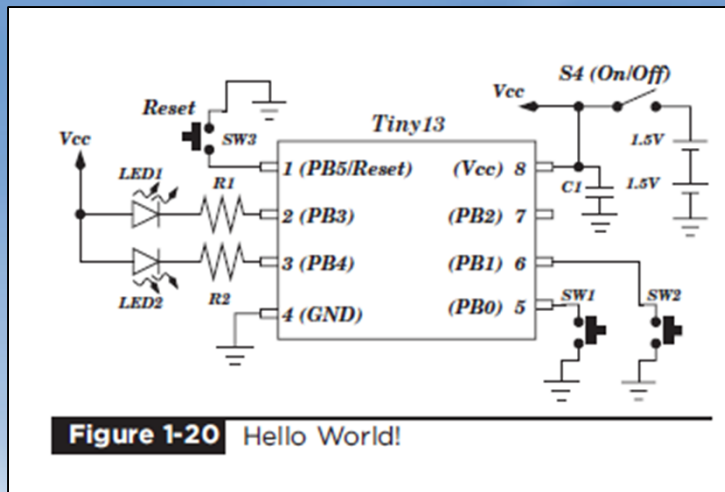 S4 (On/Off)
Vcc
Reset
SW3
Tiny13
Vcc
1.5V
LED1
R1
1 (PB5/Reset)
(Vcc) 8
C1
1.5V
2 (PB3)
(PB2) 7
3 (PB4)
(PB1) 6
LED2
R2
4 (GND)
(PB0) 5
SW1
SW2
Figure 1-20 Hello World!